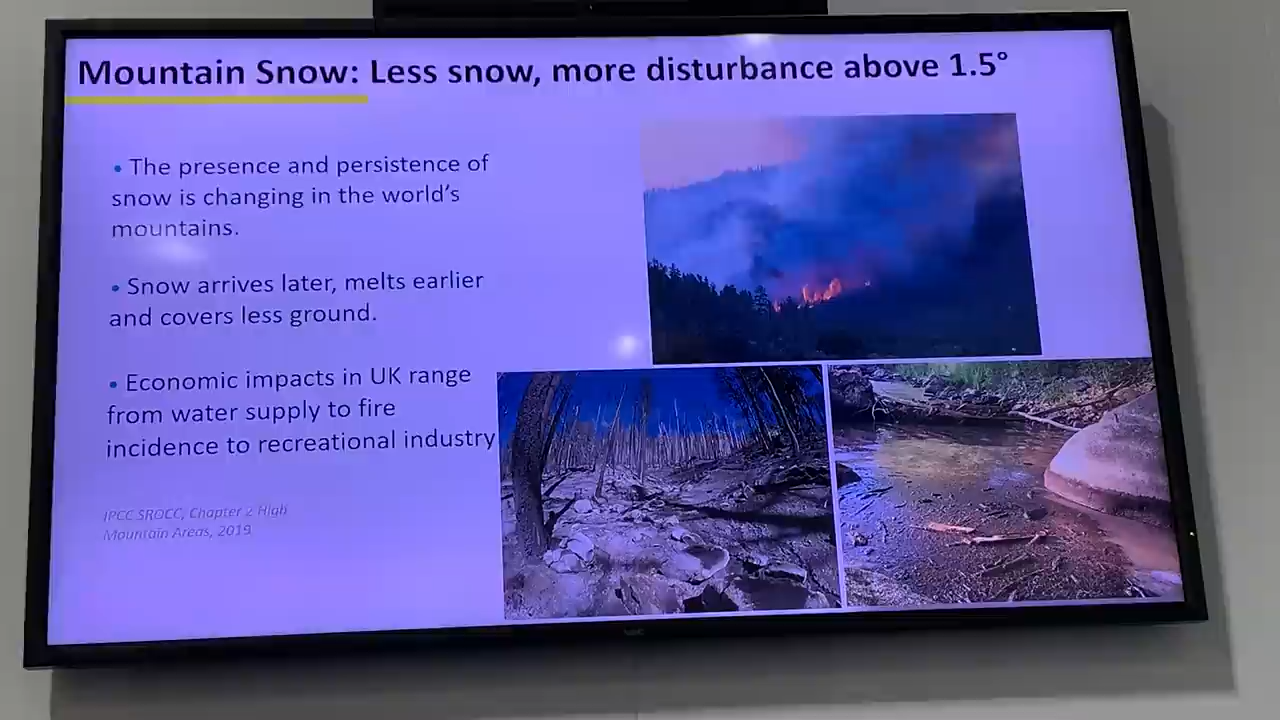 Mountain Snow: Less snow, more disturbance above 1.5°
• The presence and persistence of
snow is changing in the world’s
mountains.
• Snow arrives later, melts earlier
and covers less ground.
• Economic impacts in UK range
from water supply to fire
incidence to recreational industry
IPCC SROCC, Chapter 2 High
Mountain Areas, 2019